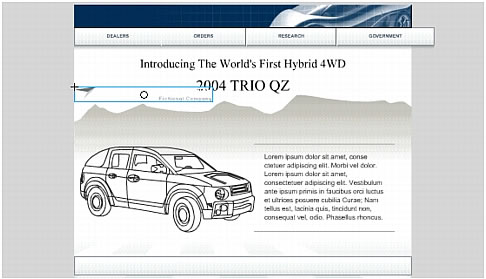 DEALERS
ORDERS
RESEARCH
GOVERNMENT
Introducing The World's First Hybrid 4WD
2004 TRIO QZ
Fictional Company
Lorem ipsum dolor sit amet, conse
ctetuer adipiscing elit. Morbi vel dolor.
Lorem ipsum dolor sit amet,
consectetuer adipiscing elit. Vestibulum
ante ipsum primis in faucibus orci luctus
et ultrices posuere cubilia Curae; Nam
tellus est, lacinia quis, tincidunt non,
consequat vel, odio. Phasellus rhoncus.